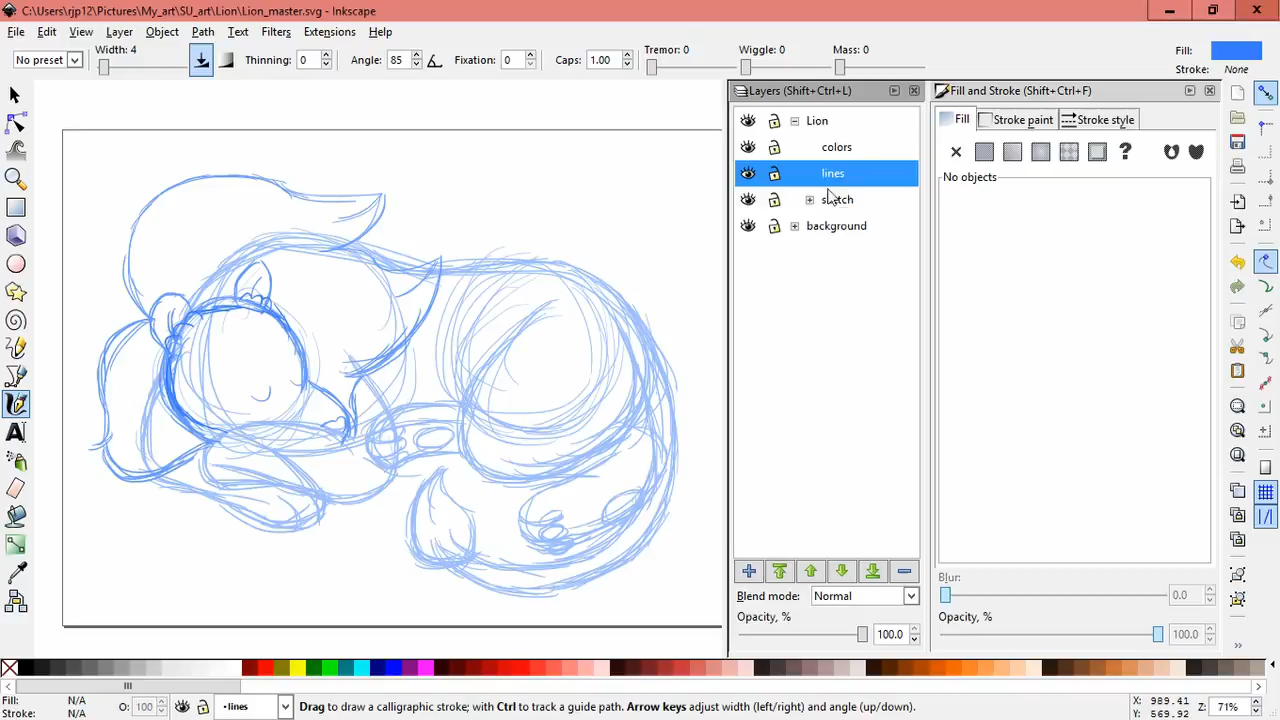 C:\Users\rjp12\Pictures\My_art\SU_art\Lion\Lion_master.svg - Inkscape
File Edit View Layer Object Path Text Filters Extensions Help
No preset Width: 4 Thinning: 0 Angle: 85 Fixation: 0 Caps: 1.00 Tremor: 0 Wiggle: 0 Mass: 0 Fill:
Stroke: None
Layers (Shift+Ctrl+L) Fill and Stroke (Shift+Ctrl+F)
Lion
colors
lines
background
Fill Stroke paint Stroke style
?
No objects
Blend mode: Normal
Opacity, % 100.0
Blur: 0.0
Opacity, % 100.0
Fill: N/A
Stroke: N/A
O: 100
•lines
Drag to draw a calligraphic stroke; with Ctrl to track a guide path. Arrow keys adjust width (left/right) and angle (up/down).
X: 989.41
Y: 569.92
Z: 71%